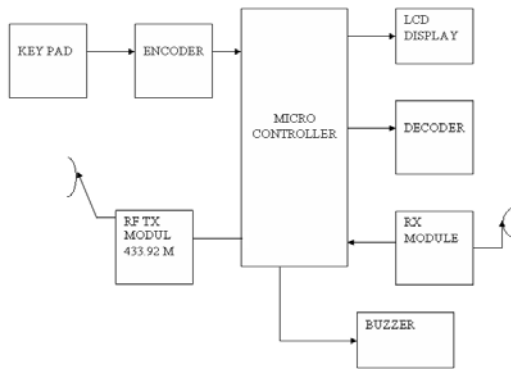 LCD
DISPLAY
KEY PAD
ENCODER
MICRO
CONTROLLER
DECODER
RF TX
MODUL
433.92 M
RX
MODULE
BUZZER